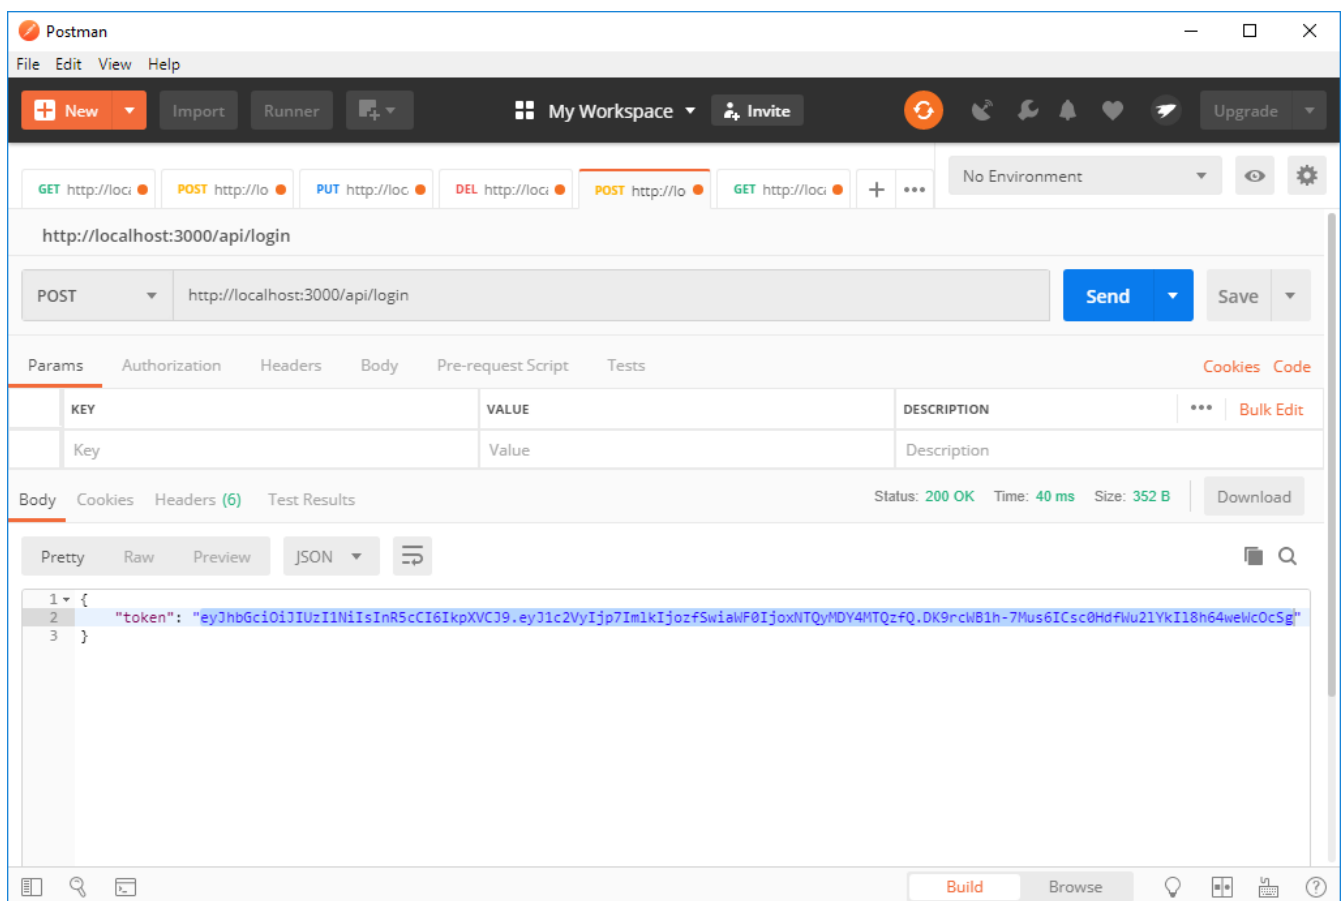 Postman
File Edit View Help
New Import Runner My Workspace Invite Upgrade
GET http://loca POST http://lo PUT http://loc DEL http://loca POST http://lo GET http://loca No Environment
http://localhost:3000/api/login
POST http://localhost:3000/api/login Send Save
Params Authorization Headers Body Pre-request Script Tests Cookies Code
KEY VALUE DESCRIPTION Bulk Edit
Key Value Description
Body Cookies Headers (6) Test Results Status: 200 OK Time: 40 ms Size: 352 B Download
Pretty Raw Preview JSON
1 {
2 "token": "eyJhbGciOiJIUzI1NiIsInR5cCI6IkpXVCJ9.eyJ1c2VyIjp7ImlkIjozfSwiaWF0IjoxNTQyMDY4MTQzfQ.DK9rcWB1h-7Mus6ICsc0HdfWu2lYkIl8h64weWcOcSg"
3 }
Build Browse